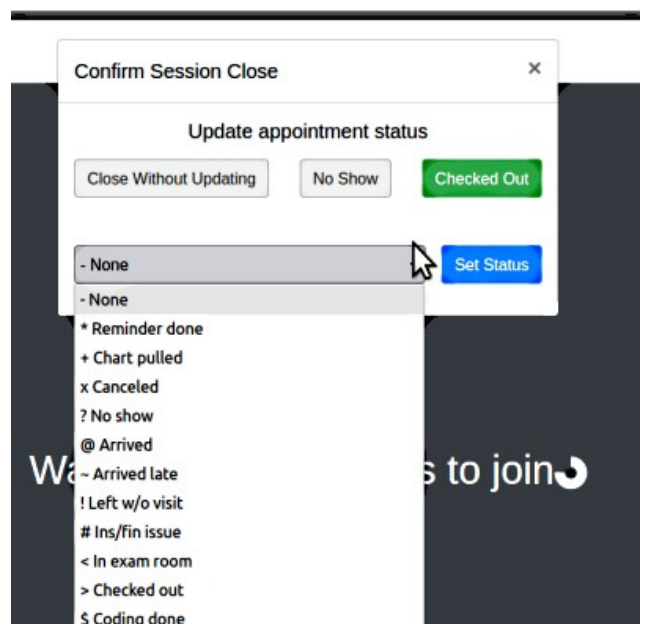 Confirm Session Close ×
Update appointment status
Close Without Updating No Show Checked Out
- None Set Status
- None
* Reminder done
+ Chart pulled
x Canceled
? No show
@ Arrived
~ Arrived late
! Left w/o visit
to join
# Ins/fin issue
< In exam room
> Checked out
$ Coding done